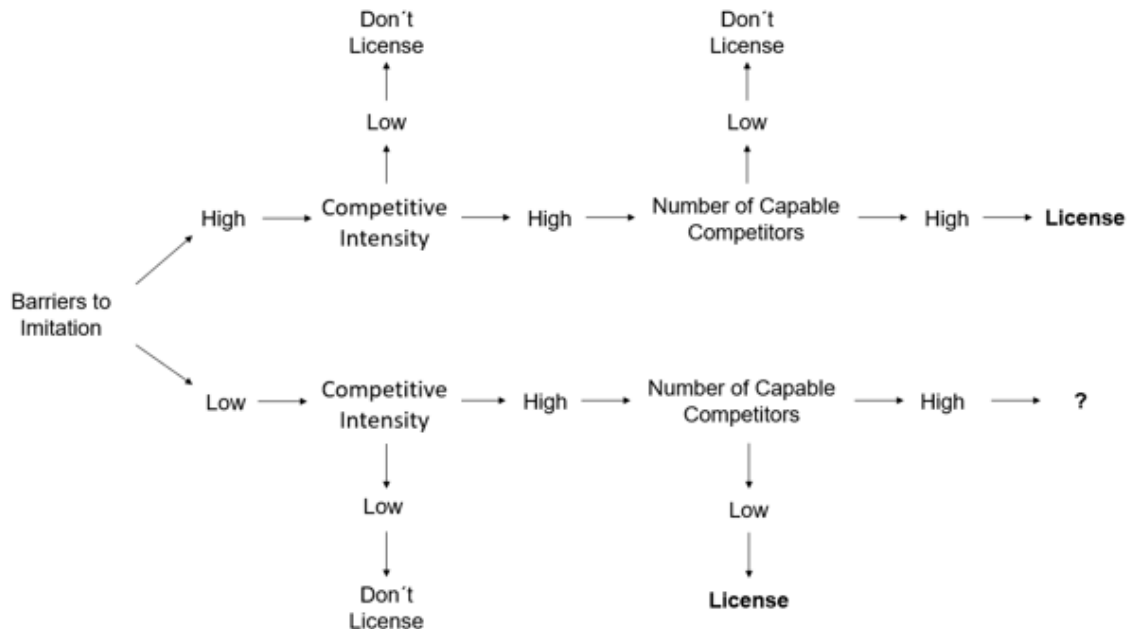 Don´t
License
Don´t
License
Low
Low
High
Competitive
Intensity
High
Number of Capable
Competitors
High
License
Barriers to
Imitation
Low
Competitive
Intensity
High
Number of Capable
Competitors
High
?
Low
Low
Don´t
License
License